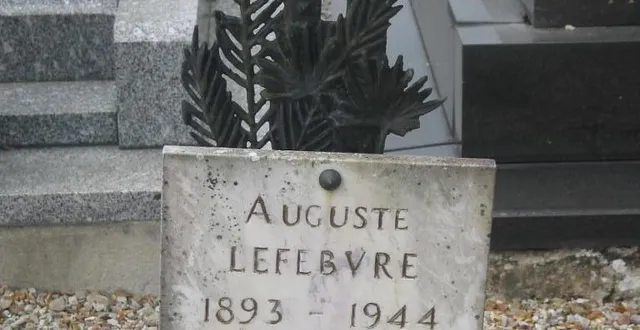 AUGUSTE
LEFEBVRE
1893 - 1944